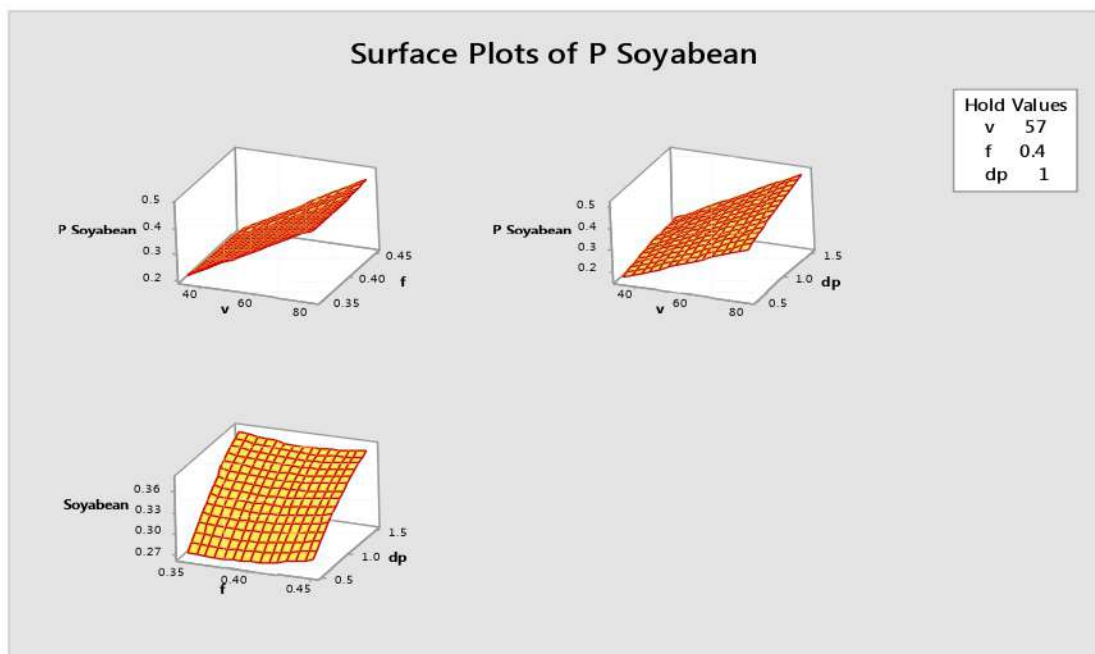 Surface Plots of P Soyabean
Hold Values
v 57
f 0.4
dp 1
0.5
P Soyabean 0.4
0.3
0.2
40
60
80
v
0.35
0.40
0.45
f
0.5
P Soyabean 0.4
0.3
0.2
40
60
80
v
0.5
1.0
1.5
dp
0.36
Soyabean 0.33
0.30
0.27
0.35
0.40
0.45
f
0.5
1.0
1.5
dp